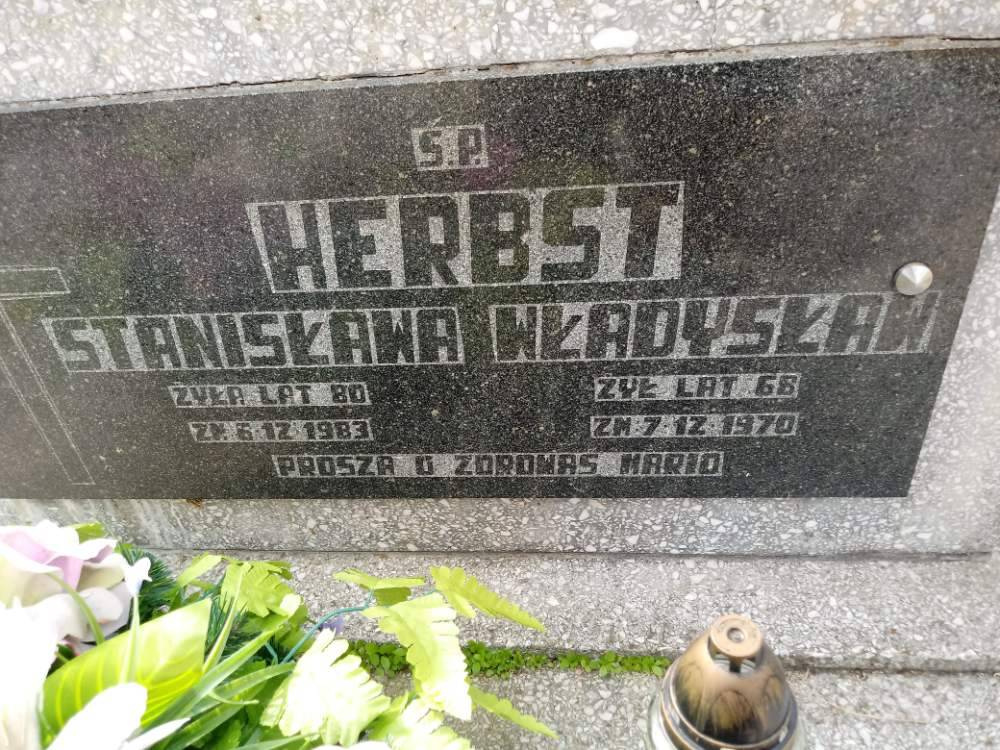 Ś.P.
HERBST
STANISŁAWA WŁADYSŁAW
ŻYŁA LAT 80 ŻYŁ LAT 66
ZM. 6.12.1983 ZM. 7.12.1970
PROSZĄ O ZDROWAŚ MARIO